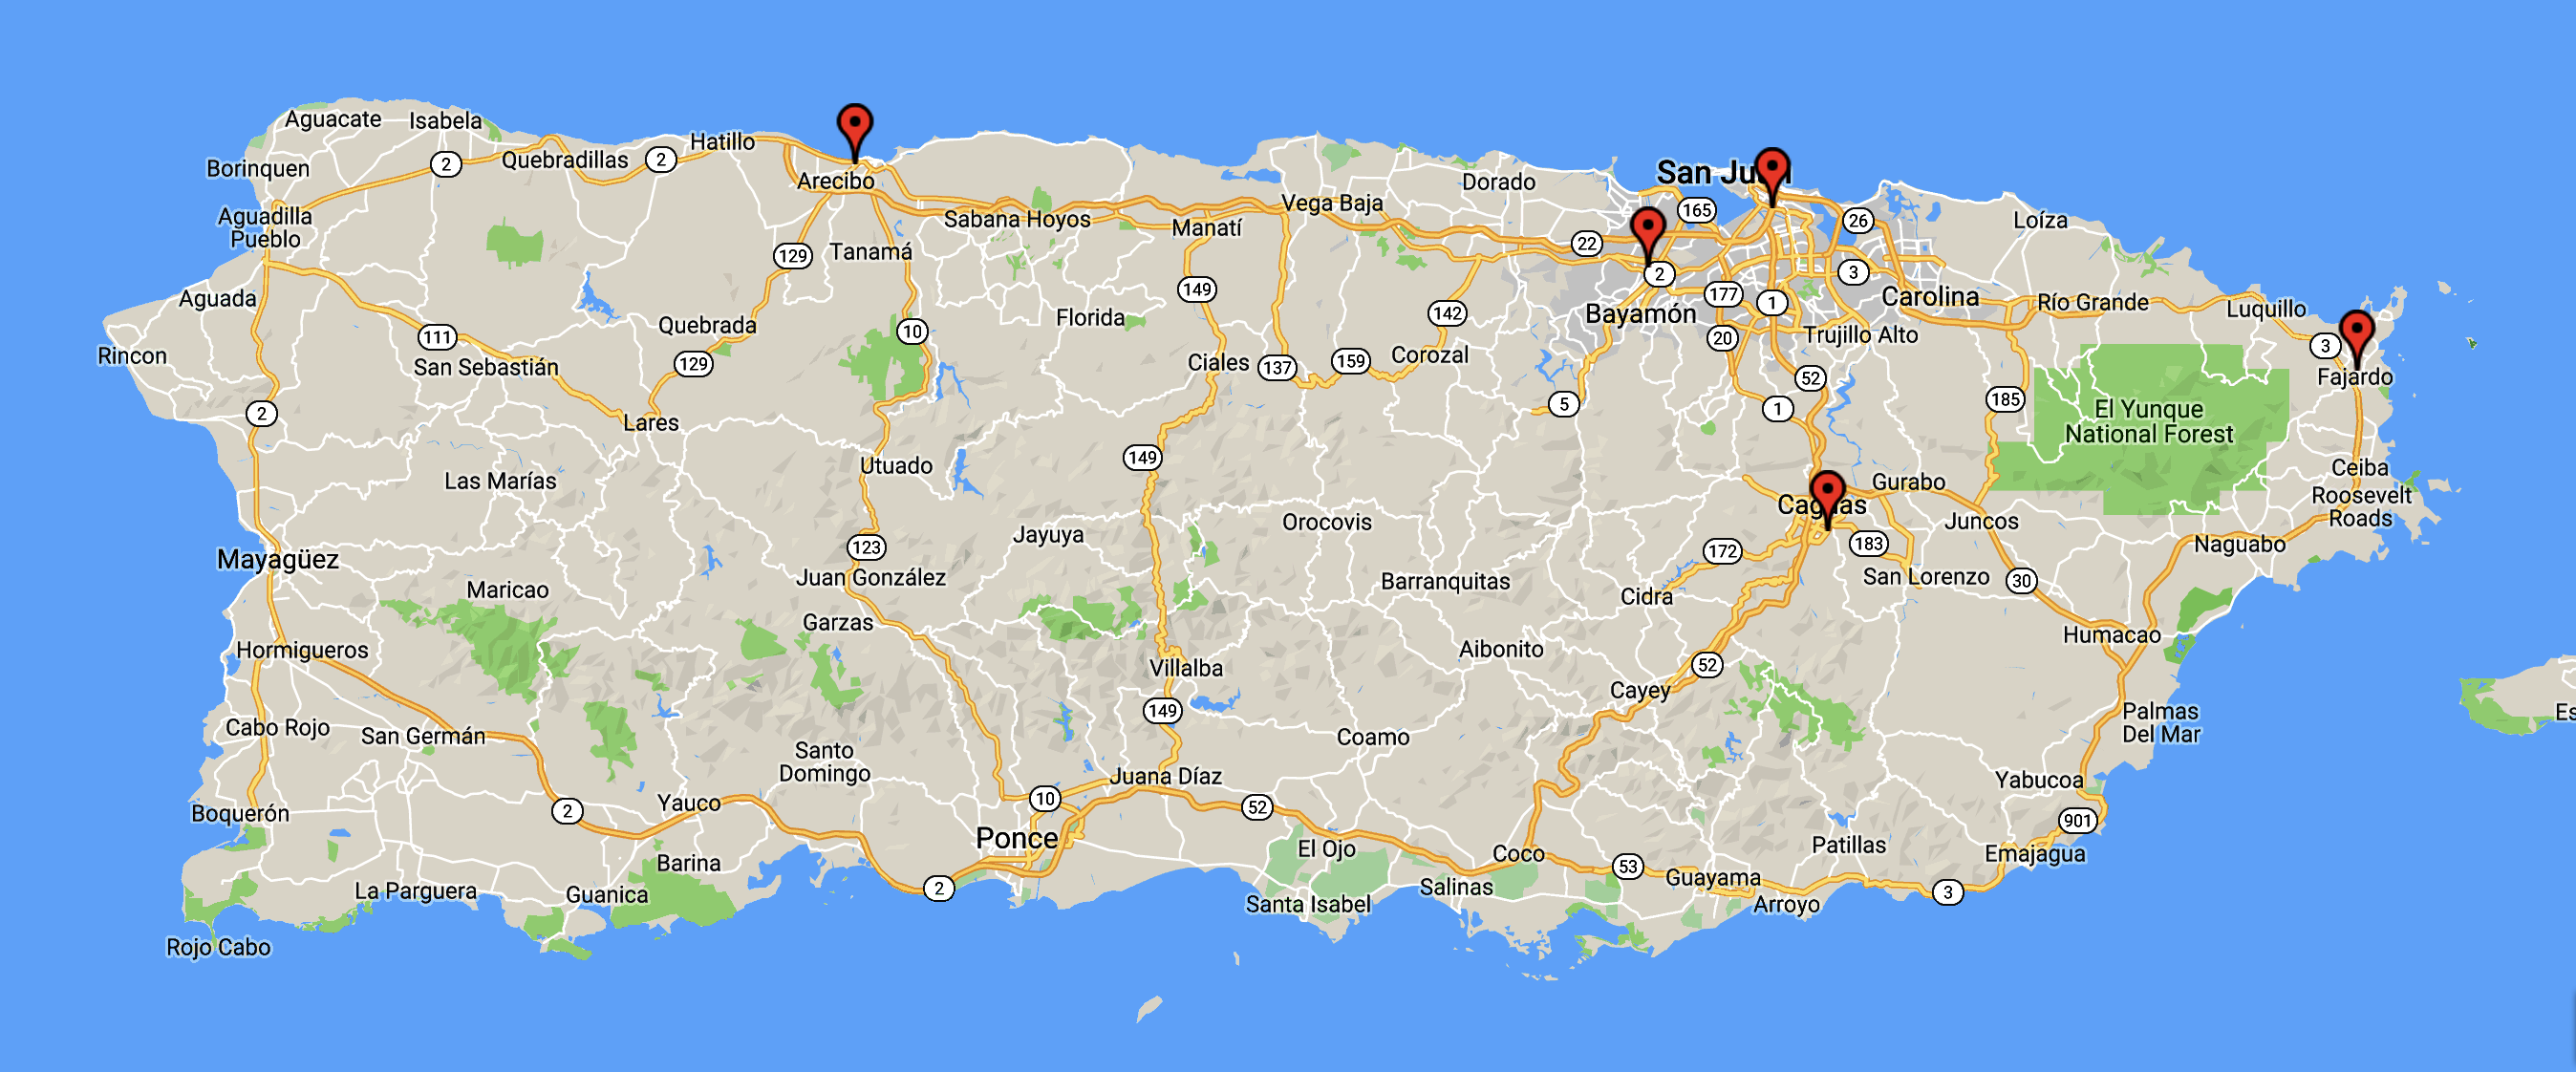 Aguacate
Isabela
Hatillo
Borinquen
2
Quebradillas
2
Arecibo
San Juan
Dorado
Aguadilla
Pueblo
Sabana Hoyos
Manatí
Vega Baja
165
26
Loíza
22
129
Tanamá
2
3
Aguada
149
142
177
1
Carolina
Río Grande
Luquillo
Quebrada
10
Florida
Bayamón
20
Trujillo Alto
3
Rincon
111
San Sebastián
129
Ciales
137
159
Corozal
52
Fajardo
2
Lares
5
1
185
El Yunque
National Forest
Las Marías
Utuado
149
Caguas
Gurabo
Ceiba
Roosevelt
Roads
Mayagüez
123
Jayuya
Orocovis
172
183
Juncos
Naguabo
Maricao
Juan González
Barranquitas
Cidra
San Lorenzo
30
Hormigueros
Garzas
Villalba
Aibonito
52
Humacao
Cabo Rojo
San Germán
149
Cayey
Palmas
Del Mar
Es
Santo
Domingo
Juana Díaz
Coamo
Yabucoa
Boquerón
2
Yauco
10
52
901
Ponce
Barina
El Ojo
Coco
53
Patillas
Emajagua
La Parguera
Guanica
2
Santa Isabel
Salinas
Guayama
Arroyo
3
Rojo Cabo